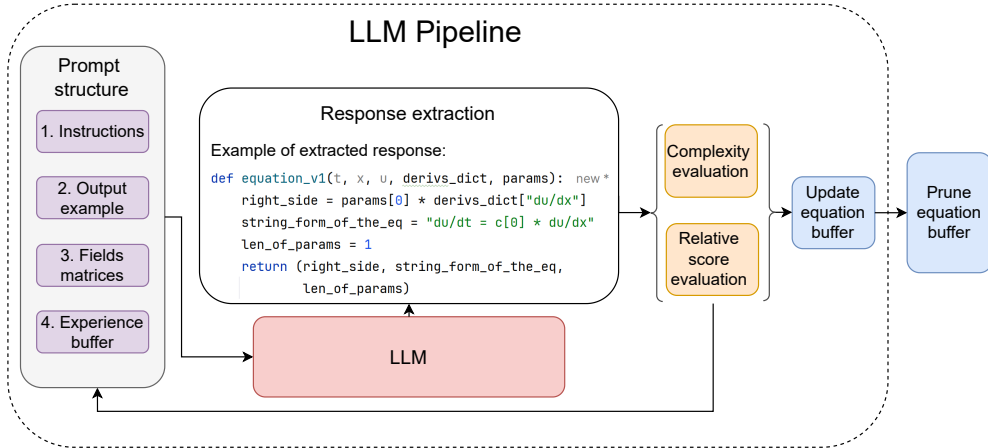 LLM Pipeline
Prompt
structure
1. Instructions
2. Output
example
3. Fields
matrices
4. Experience
buffer
Response extraction
Example of extracted response:
def equation_v1(t, x, u, derivs_dict, params): new *
right_side = params[0] * derivs_dict["du/dx"]
string_form_of_the_eq = "du/dt = c[0] * du/dx"
len_of_params = 1
return (right_side, string_form_of_the_eq,
len_of_params)
LLM
Complexity
evaluation
Relative
score
evaluation
Update
equation
buffer
Prune
equation
buffer